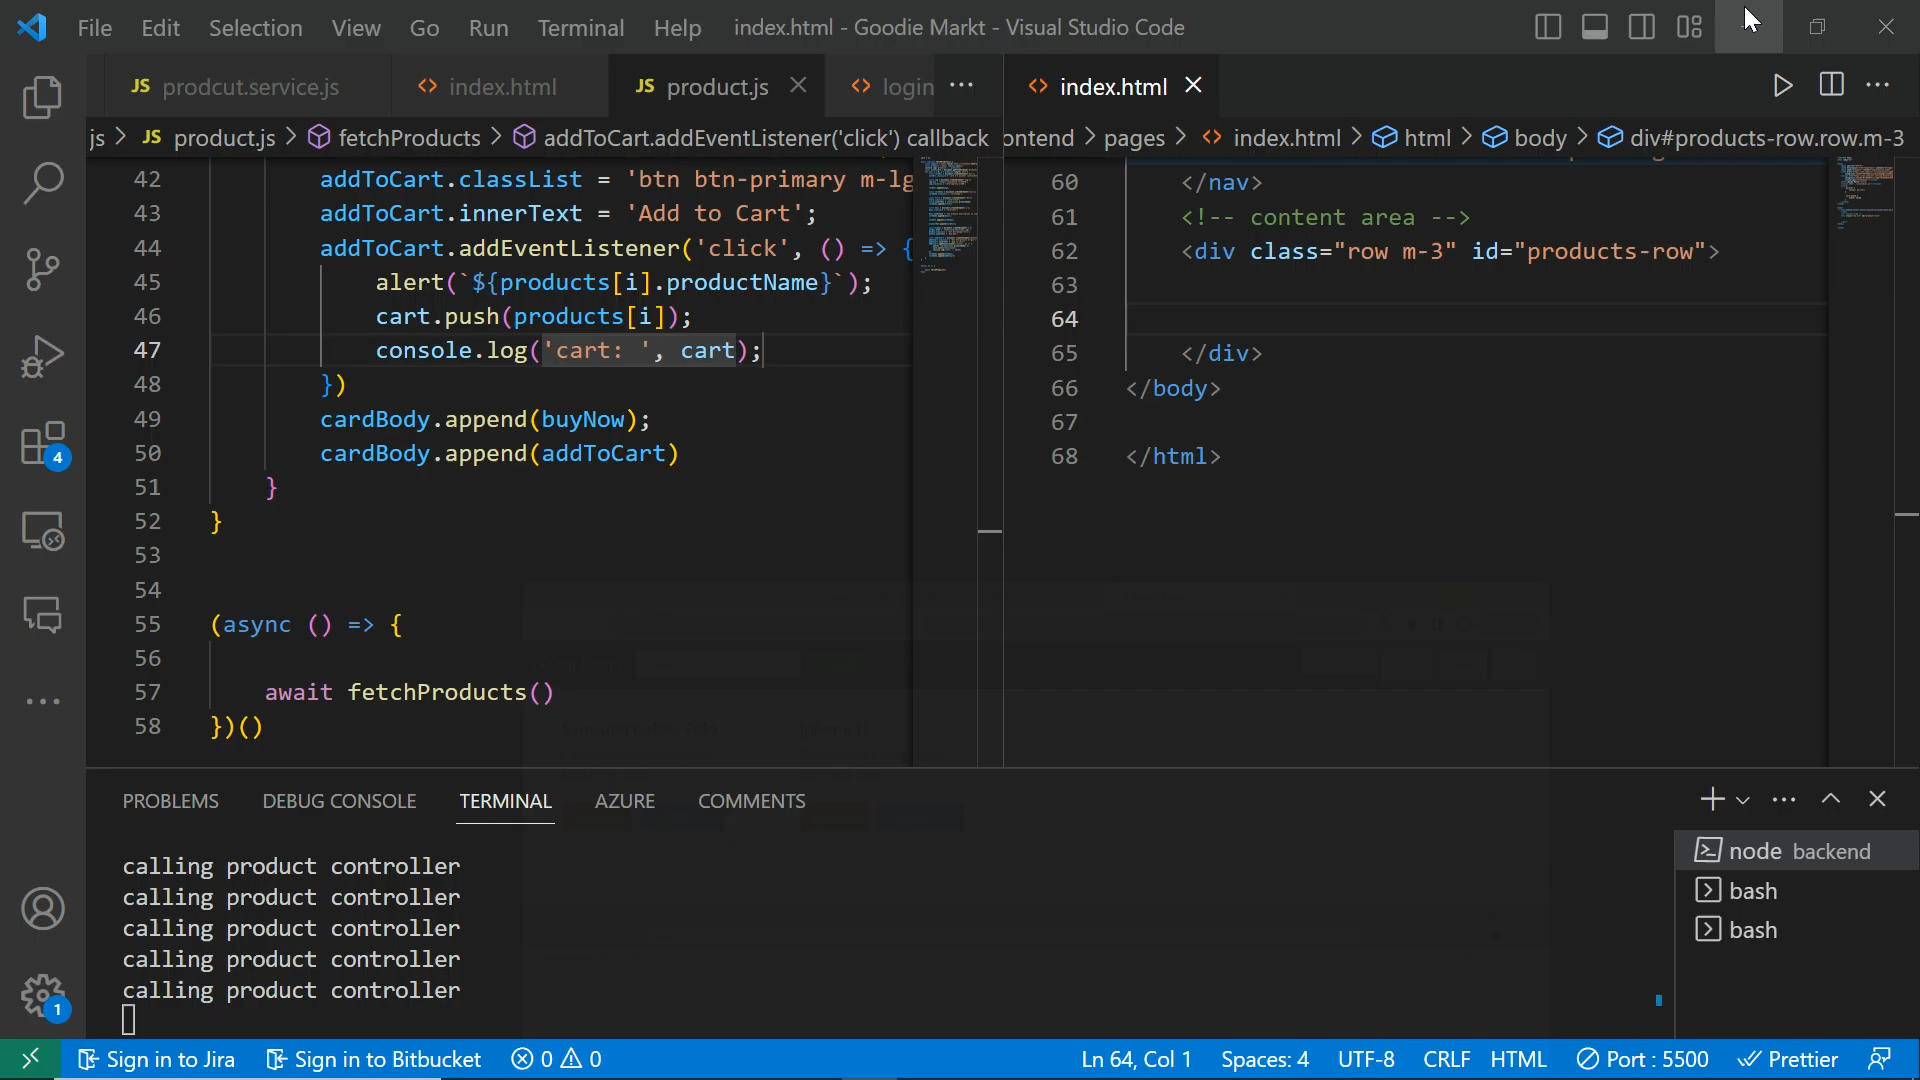 File Edit Selection View Go Run Terminal Help index.html - Goodie Markt - Visual Studio Code
JS prodcut.service.js <> index.html JS product.js <> login ···
<> index.html
js > JS product.js > fetchProducts > addToCart.addEventListener('click') callback
ontend > pages > <> index.html > html > body > div#products-row.row.m-3
42 addToCart.classList = 'btn btn-primary m-lg
43 addToCart.innerText = 'Add to Cart';
44 addToCart.addEventListener('click', () => {
45 alert(`${products[i].productName}`);
46 cart.push(products[i]);
47 console.log('cart: ', cart);
48 })
49 cardBody.append(buyNow);
50 cardBody.append(addToCart)
51 }
52 }
53
54
55 (async () => {
56
57 await fetchProducts()
58 })()
60 </nav>
61 <!-- content area -->
62 <div class="row m-3" id="products-row">
63
64
65 </div>
66 </body>
67
68 </html>
PROBLEMS DEBUG CONSOLE TERMINAL AZURE COMMENTS
calling product controller
calling product controller
calling product controller
calling product controller
calling product controller
node backend
bash
bash
4
1
Sign in to Jira Sign in to Bitbucket 0 0 Ln 64, Col 1 Spaces: 4 UTF-8 CRLF HTML Port : 5500 Prettier